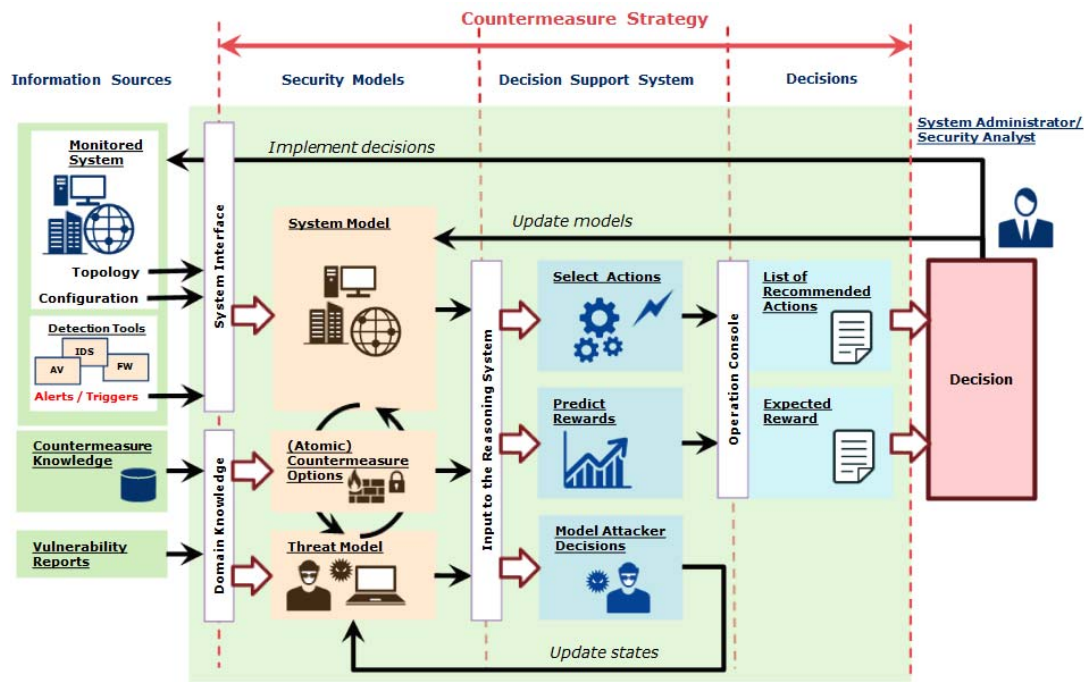 Countermeasure Strategy
Information Sources
Security Models
Decision Support System
Decisions
System Administrator/
Security Analyst
Monitored
System
Topology
Configuration
Detection Tools
IDS
AV
FW
Alerts / Triggers
Countermeasure
Knowledge
Vulnerability
Reports
System Interface
Domain Knowledge
Implement decisions
Update models
System Model
(Atomic)
Countermeasure
Options
Threat Model
Input to the Reasoning System
Select Actions
Predict
Rewards
Model Attacker
Decisions
Update states
Operation Console
List of
Recommended
Actions
Expected
Reward
Decision